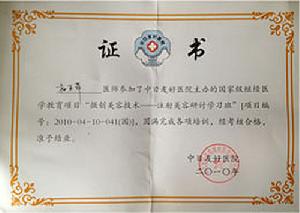 证 书
医师参加了中日友好医院主办的国家级继续医
学教育项目“微创美容技术——注射美容研讨学习班”[项目编
号：2010-04-10-041(国)]，圆满完成各项培训，经考核合格，
准予结业。
中日友好医院
二○一○年